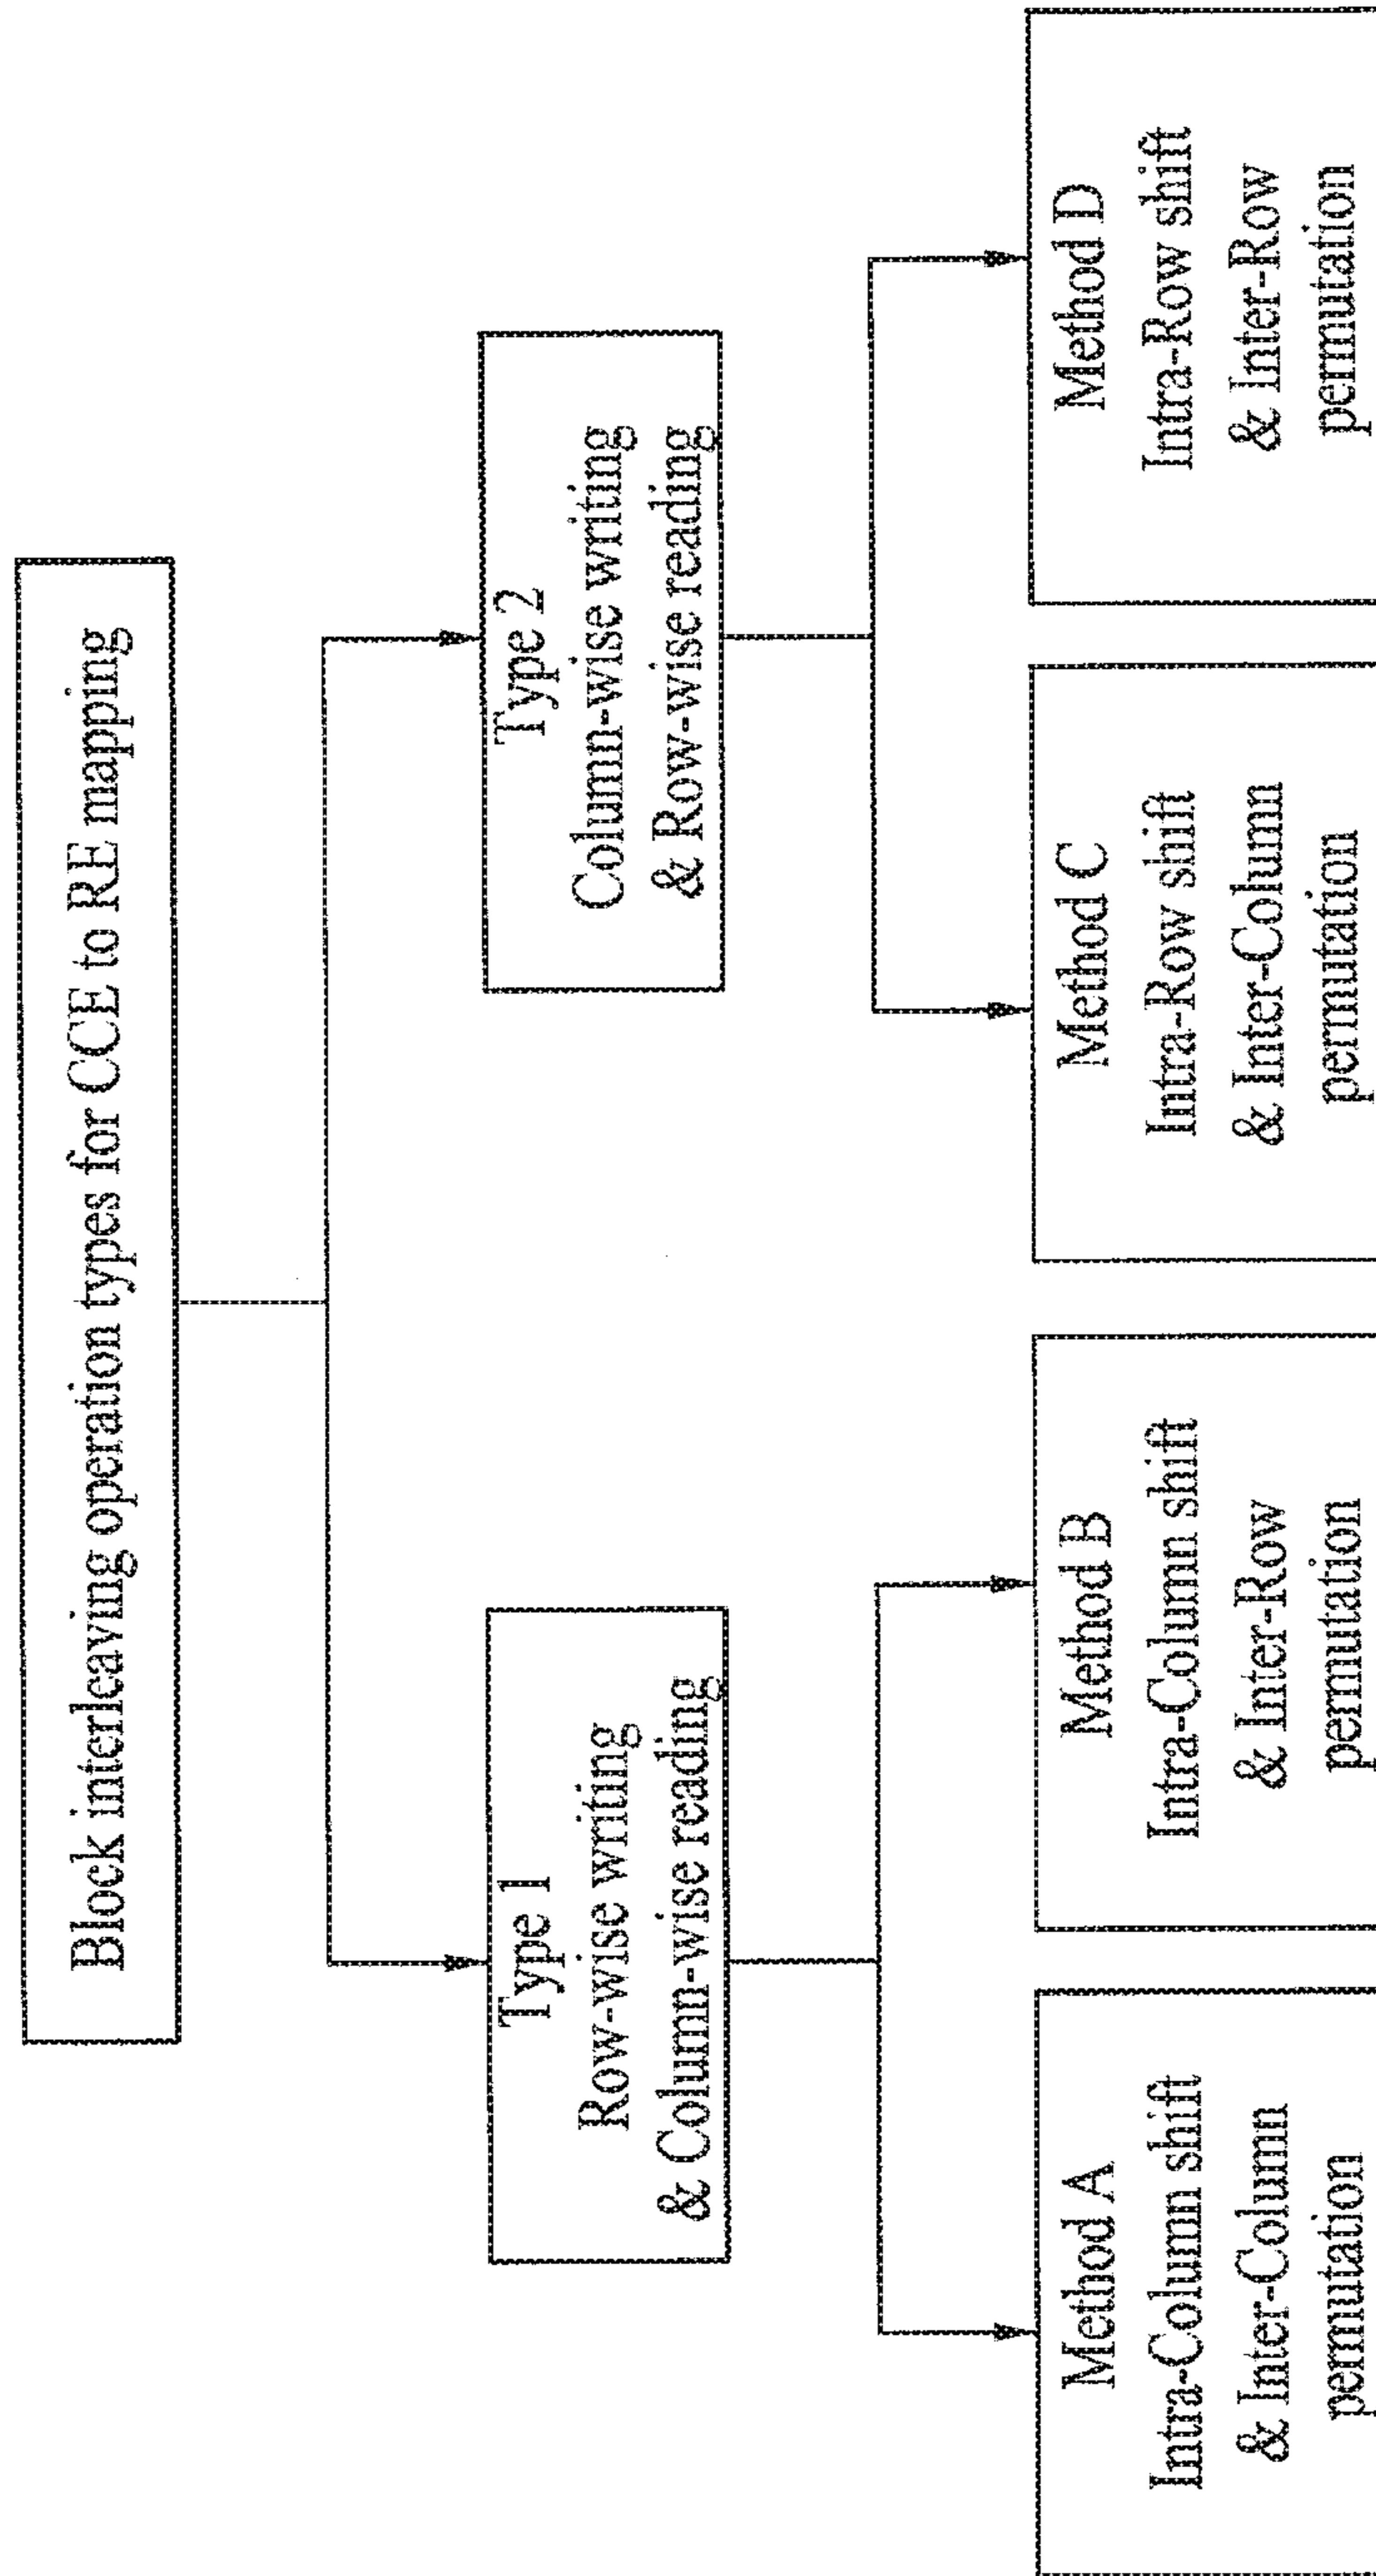 Block interleaving operation types for CCE to RE mapping
Type 1
Row-wise writing
& Column-wise reading
Type 2
Column-wise writing
& Row-wise reading
Method A
Intra-Column shift
& Inter-Column
permutation
Method B
Intra-Column shift
& Inter-Row
permutation
Method C
Intra-Row shift
& Inter-Column
permutation
Method D
Intra-Row shift
& Inter-Row
permutation